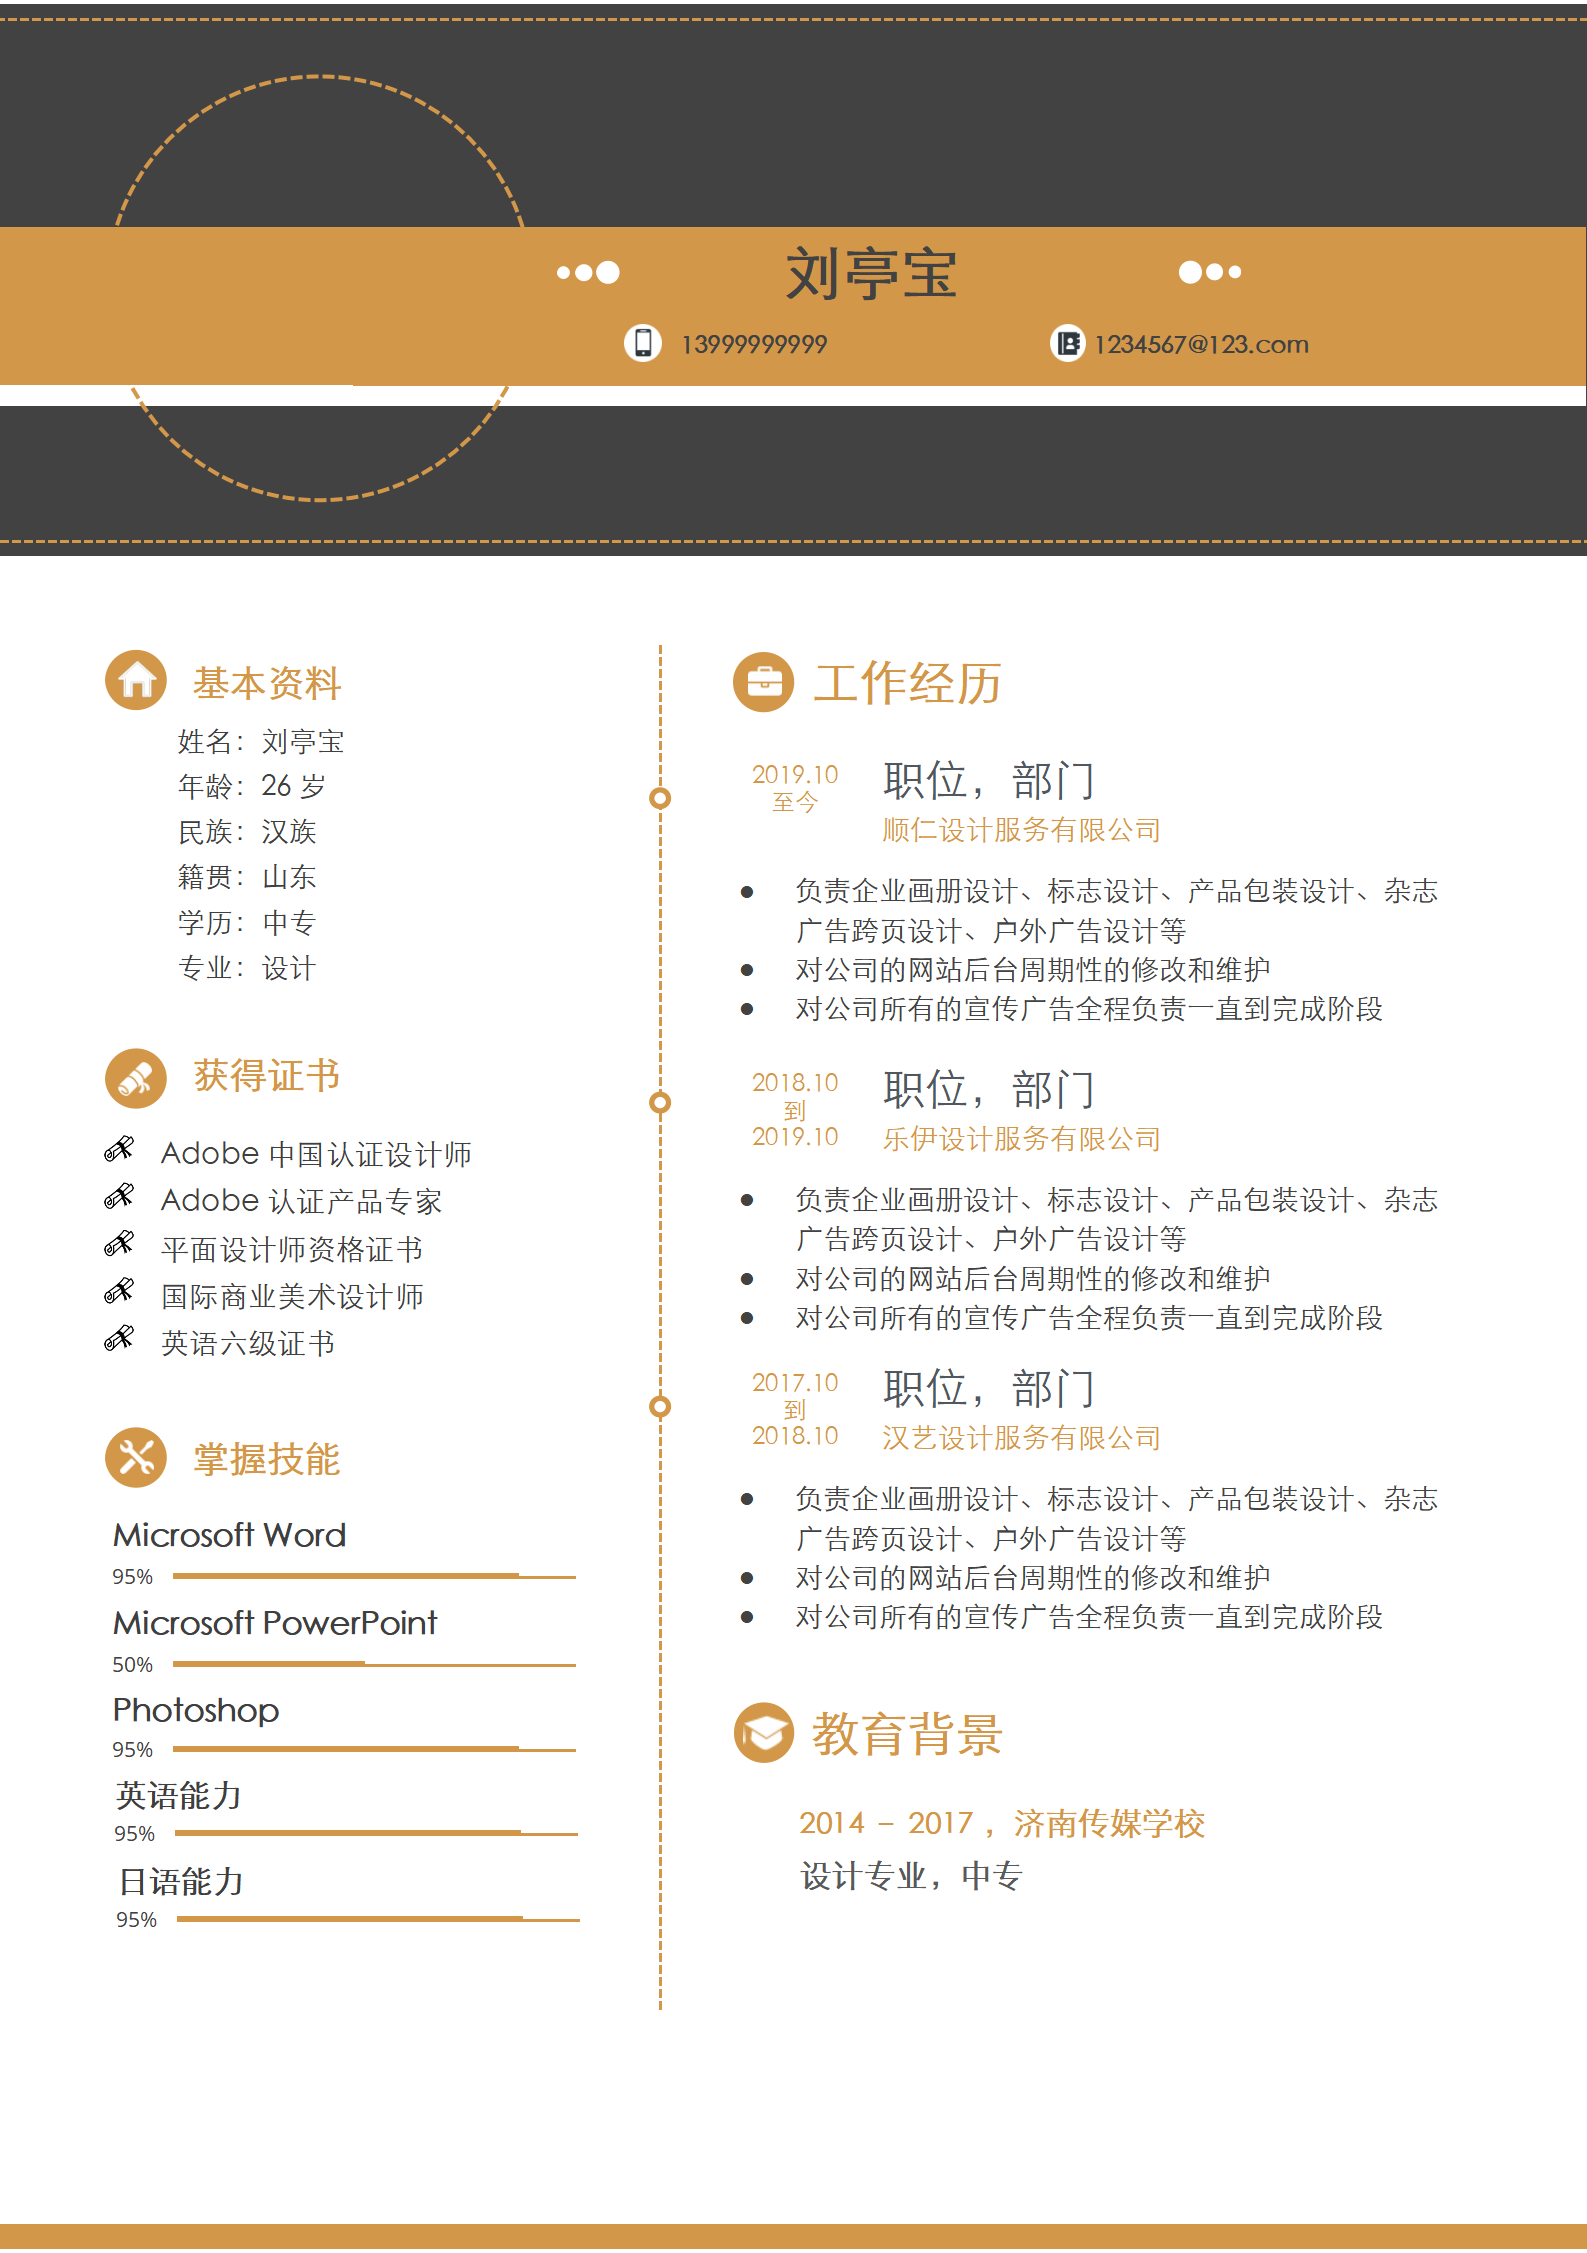 刘亭宝
13999999999
1234567@123.com
基本资料
姓名：刘亭宝
年龄：26 岁
民族：汉族
籍贯：山东
学历：中专
专业：设计
获得证书
Adobe 中国认证设计师
Adobe 认证产品专家
平面设计师资格证书
国际商业美术设计师
英语六级证书
掌握技能
Microsoft Word
95%
Microsoft PowerPoint
50%
Photoshop
95%
英语能力
95%
日语能力
95%
工作经历
2019.10
至今
职位，部门
顺仁设计服务有限公司
● 负责企业画册设计、标志设计、产品包装设计、杂志
广告跨页设计、户外广告设计等
● 对公司的网站后台周期性的修改和维护
● 对公司所有的宣传广告全程负责一直到完成阶段
2018.10
到
2019.10
职位，部门
乐伊设计服务有限公司
● 负责企业画册设计、标志设计、产品包装设计、杂志
广告跨页设计、户外广告设计等
● 对公司的网站后台周期性的修改和维护
● 对公司所有的宣传广告全程负责一直到完成阶段
2017.10
到
2018.10
职位，部门
汉艺设计服务有限公司
● 负责企业画册设计、标志设计、产品包装设计、杂志
广告跨页设计、户外广告设计等
● 对公司的网站后台周期性的修改和维护
● 对公司所有的宣传广告全程负责一直到完成阶段
教育背景
2014 – 2017 ，济南传媒学校
设计专业，中专